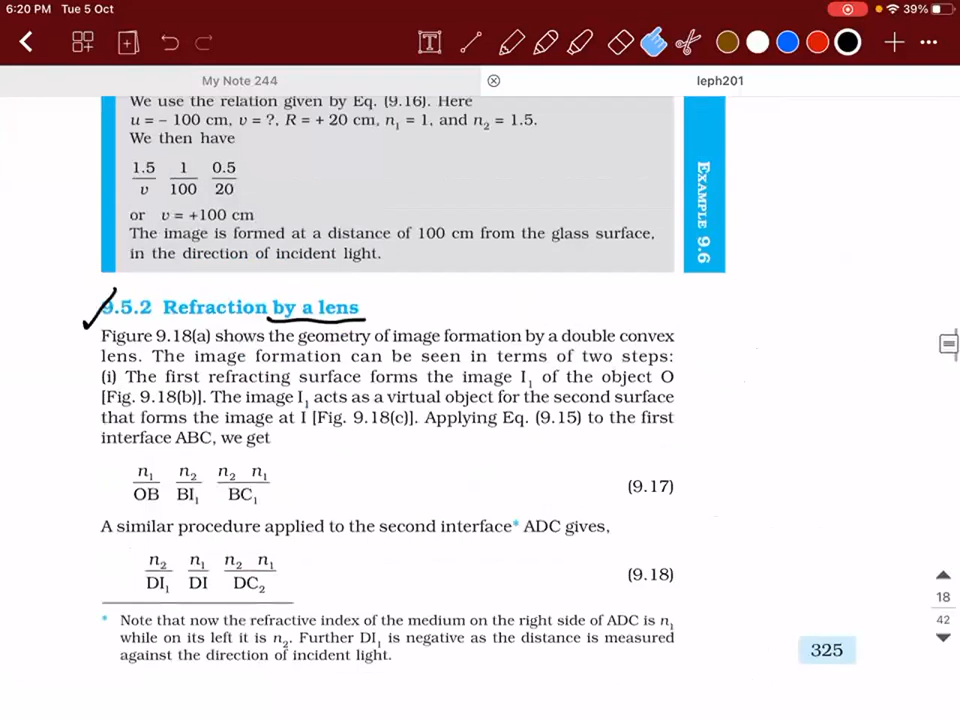 6:20 PM Tue 5 Oct
39%
My Note 244
leph201
We use the relation given by Eq. (9.16). Here
u = – 100 cm, v = ?, R = + 20 cm, n₁ = 1, and n₂ = 1.5.
We then have
1.5 1 0.5
v 100 20
or v = +100 cm
The image is formed at a distance of 100 cm from the glass surface,
in the direction of incident light.
EXAMPLE 9.6
9.5.2 Refraction by a lens
Figure 9.18(a) shows the geometry of image formation by a double convex
lens. The image formation can be seen in terms of two steps:
(i) The first refracting surface forms the image I₁ of the object O
[Fig. 9.18(b)]. The image I₁ acts as a virtual object for the second surface
that forms the image at I [Fig. 9.18(c)]. Applying Eq. (9.15) to the first
interface ABC, we get
n₁ n₂ n₂ n₁
OB BI₁ BC₁
(9.17)
A similar procedure applied to the second interface* ADC gives,
n₂ n₁ n₂ n₁
DI₁ DI DC₂
(9.18)
* Note that now the refractive index of the medium on the right side of ADC is n₁
while on its left it is n₂. Further DI₁ is negative as the distance is measured
against the direction of incident light.
325
18
42